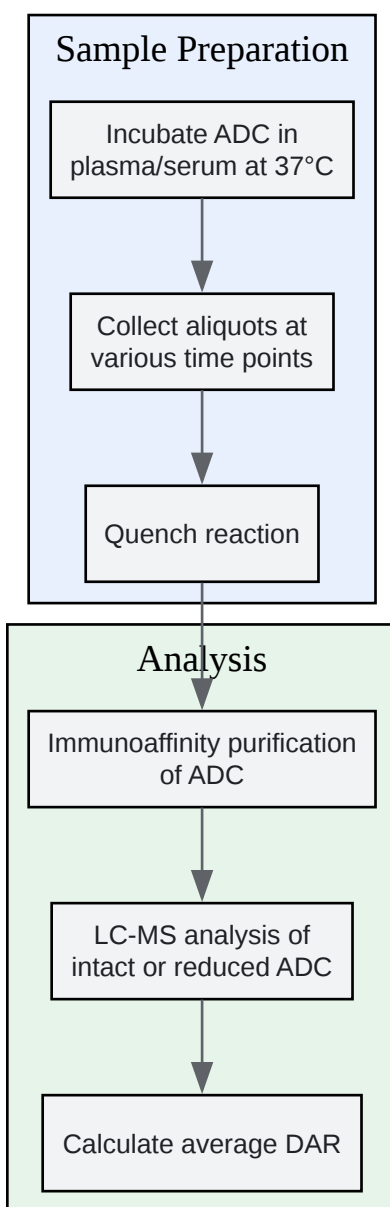 Sample Preparation
Incubate ADC in
plasma/serum at 37°C
Collect aliquots at
various time points
Quench reaction
Analysis
Immunoaffinity purification
of ADC
LC-MS analysis of
intact or reduced ADC
Calculate average DAR